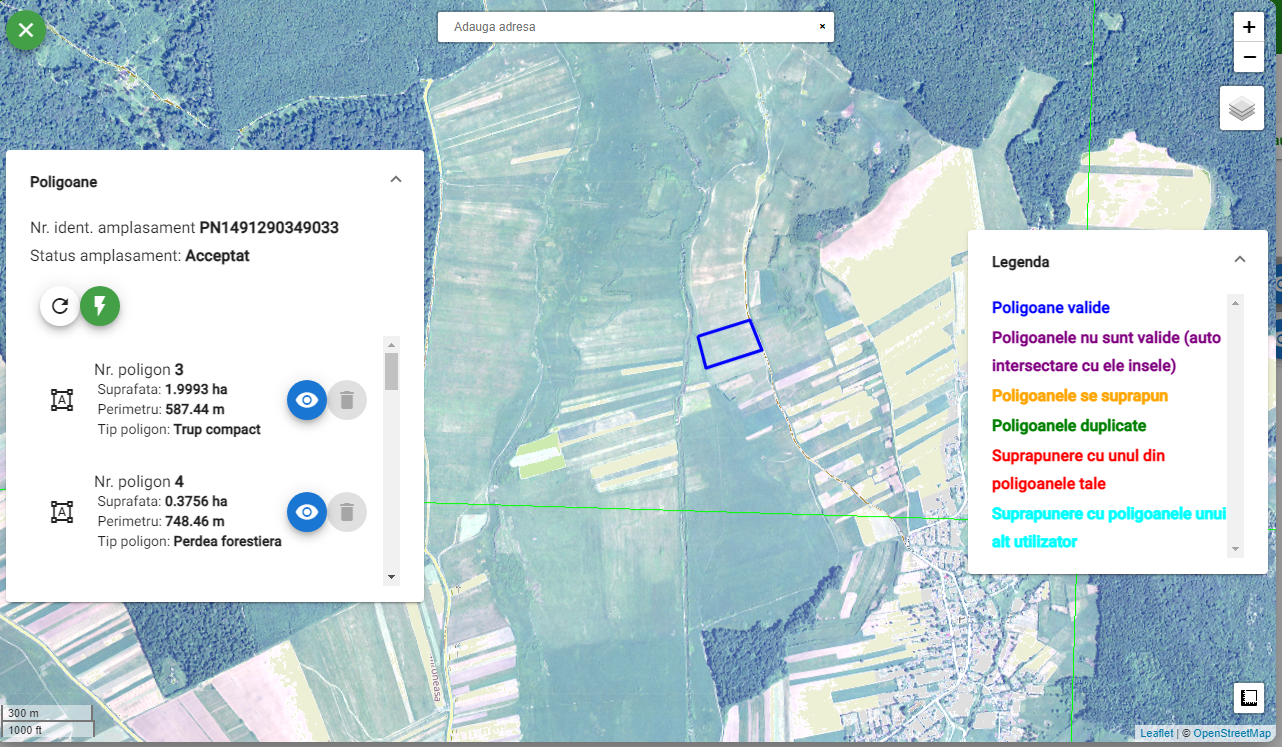 Adauga adresa
×
+
−
Poligoane
Nr. ident. amplasament PN1491290349033
Status amplasament: Acceptat
Nr. poligon 3
Suprafata: 1.9993 ha
Perimetru: 587.44 m
Tip poligon: Trup compact
A
Nr. poligon 4
Suprafata: 0.3756 ha
Perimetru: 748.46 m
Tip poligon: Perdea forestiera
A
Legenda
Poligoane valide
Poligoanele nu sunt valide (auto
intersectare cu ele insele)
Poligoanele se suprapun
Poligoanele duplicate
Suprapunere cu unul din
poligoanele tale
Suprapunere cu poligoanele unui
alt utilizator
300 m
1000 ft
Leaflet | © OpenStreetMap